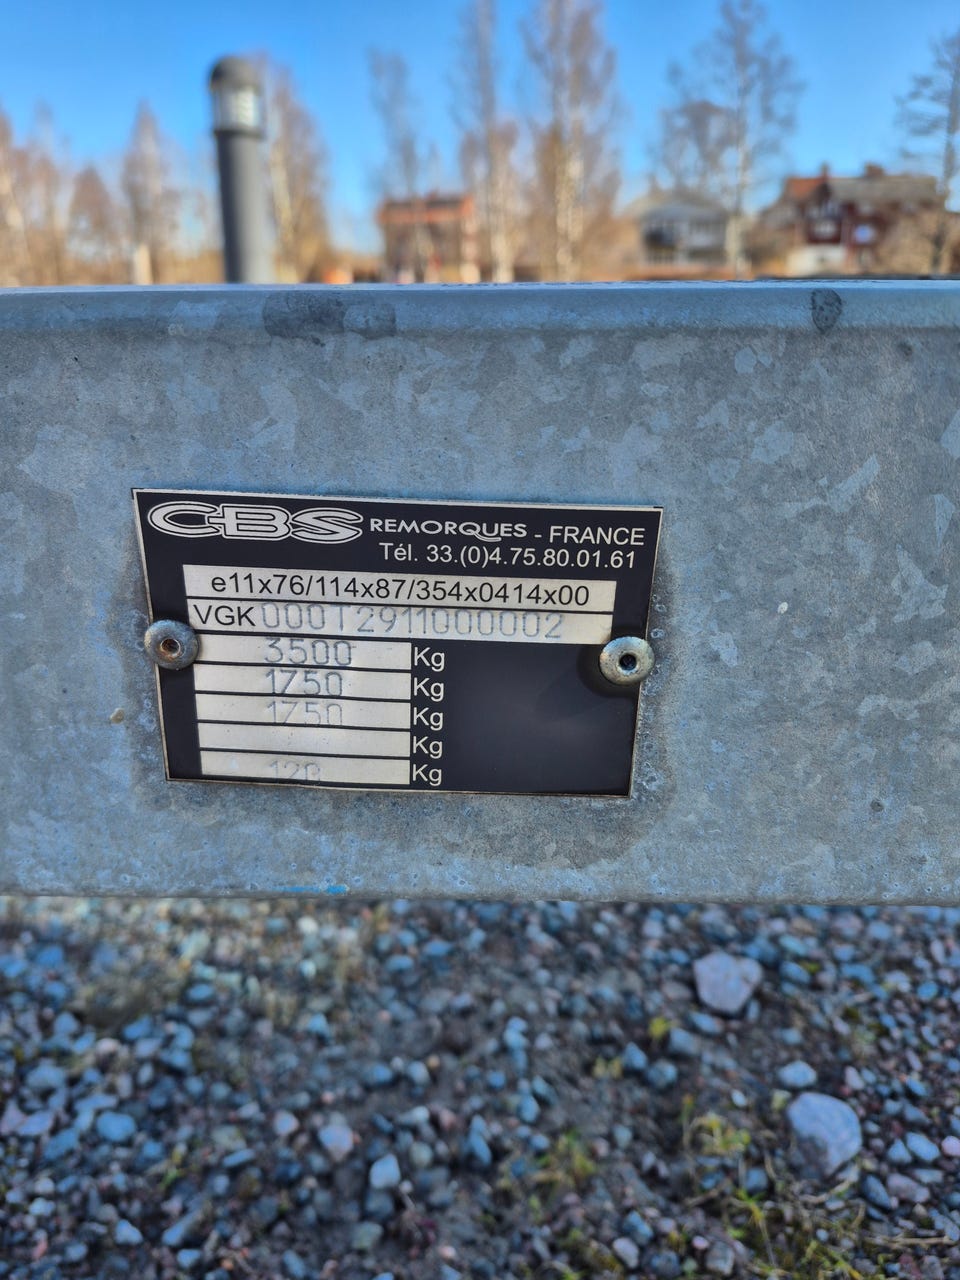 CBS REMORQUES - FRANCE
Tél. 33.(0)4.75.80.01.61
e11x76/114x87/354x0414x00
VGK000T2911000002
3500 Kg
1750 Kg
1750 Kg
Kg
120 Kg